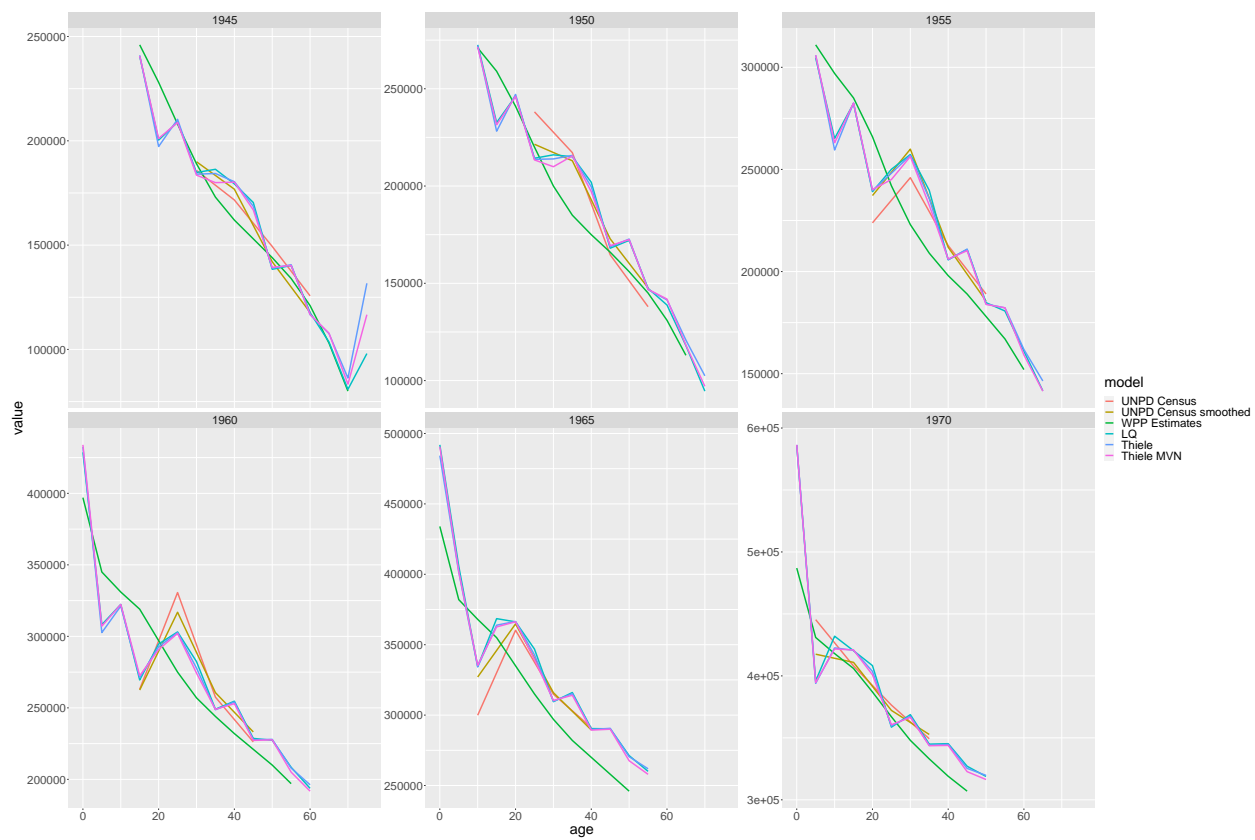 1945
1950
1955
250000
200000
150000
100000
250000
200000
150000
100000
300000
250000
200000
150000
1960
1965
1970
400000
350000
300000
250000
200000
500000
450000
400000
350000
300000
250000
6e+05
5e+05
4e+05
3e+05
0 20 40 60
0 20 40 60
0 20 40 60
value
age
model
UNPD Census
UNPD Census smoothed
WPP Estimates
LQ
Thiele
Thiele MVN